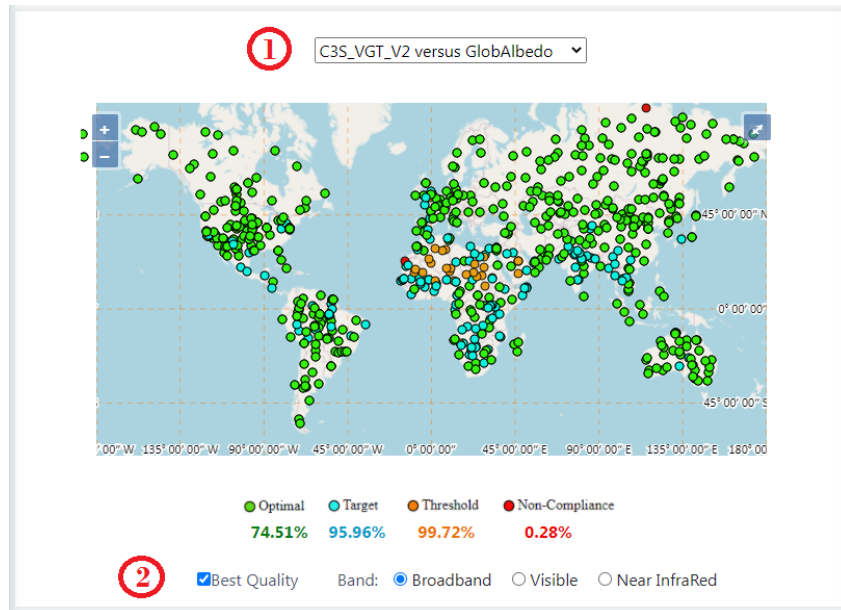 1 C3S_VGT_V2 versus GlobAlbedo
+
−
45° 00′ 00″ N
0° 00′ 00″
45° 00′ 00″ S
′ 00″ W 135° 00′ 00″ W 90° 00′ 00″ W 45° 00′ 00″ W 0° 00′ 00″ 45° 00′ 00″ E 90° 00′ 00″ E 135° 00′ 00″ E 180° 00′
Optimal Target Threshold Non-Compliance
74.51% 95.96% 99.72% 0.28%
2 Best Quality Band: Broadband Visible Near InfraRed